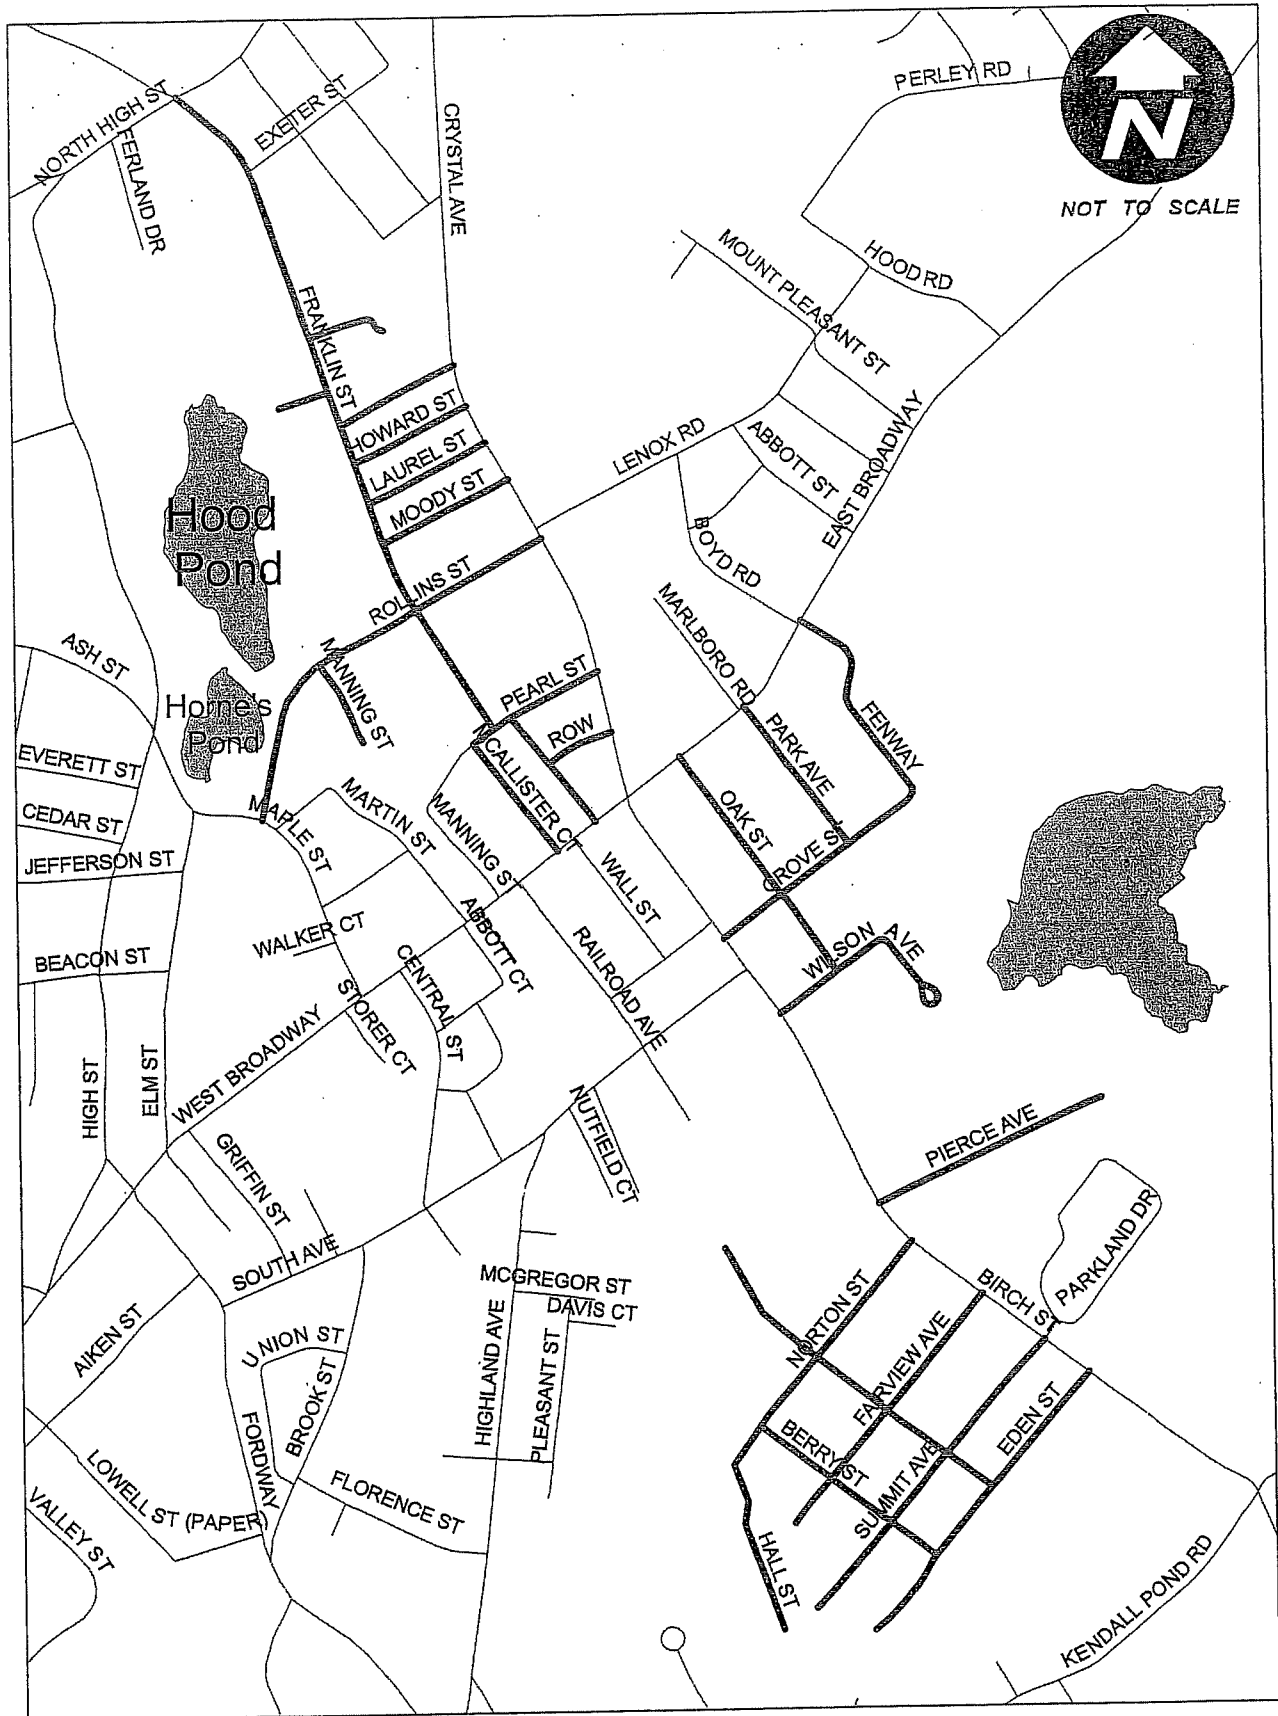 PERLEY RD
N
NOT TO SCALE
NORTH HIGH ST
EXETER ST
FERLAND DR
CRYSTAL AVE
MOUNT PLEASANT ST
HOOD RD
FRANKLIN ST
HOWARD ST
LAUREL ST
MOODY ST
LENOX RD
ABBOTT ST
EAST BROADWAY
Hood
Pond
BOYD RD
ROLLINS ST
MARLBORO RD
ASH ST
MANNING ST
PEARL ST
Horne's
Pond
ROW
PARK AVE
FENWAY
EVERETT ST
MCALLISTER CT
CEDAR ST
MAPLE ST
MARTIN ST
MANNING ST
OAK ST
GROVE ST
JEFFERSON ST
WALL ST
WALKER CT
ABBOTT CT
BEACON ST
CENTRAL ST
RAILROAD AVE
WILSON AVE
STORER CT
HIGH ST
ELM ST
WEST BROADWAY
NUTFIELD CT
PIERCE AVE
GRIFFIN ST
SOUTH AVE
PARKLAND DR
MCGREGOR ST
DAVIS CT
BIRCH ST
AIKEN ST
UNION ST
HIGHLAND AVE
PLEASANT ST
NORTON ST
FAIRVIEW AVE
BROOK ST
FORDWAY
BERRY ST
SUMMIT AVE
EDEN ST
LOWELL ST (PAPER)
FLORENCE ST
VALLEY ST
HALL ST
KENDALL POND RD